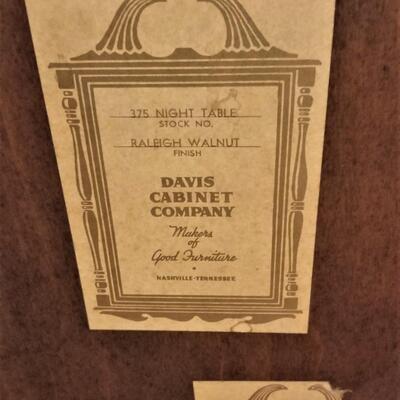 375 NIGHT TABLE
STOCK NO.
RALEIGH WALNUT
FINISH
DAVIS
CABINET
COMPANY
Makers
of
Good Furniture
NASHVILLE-TENNESSEE